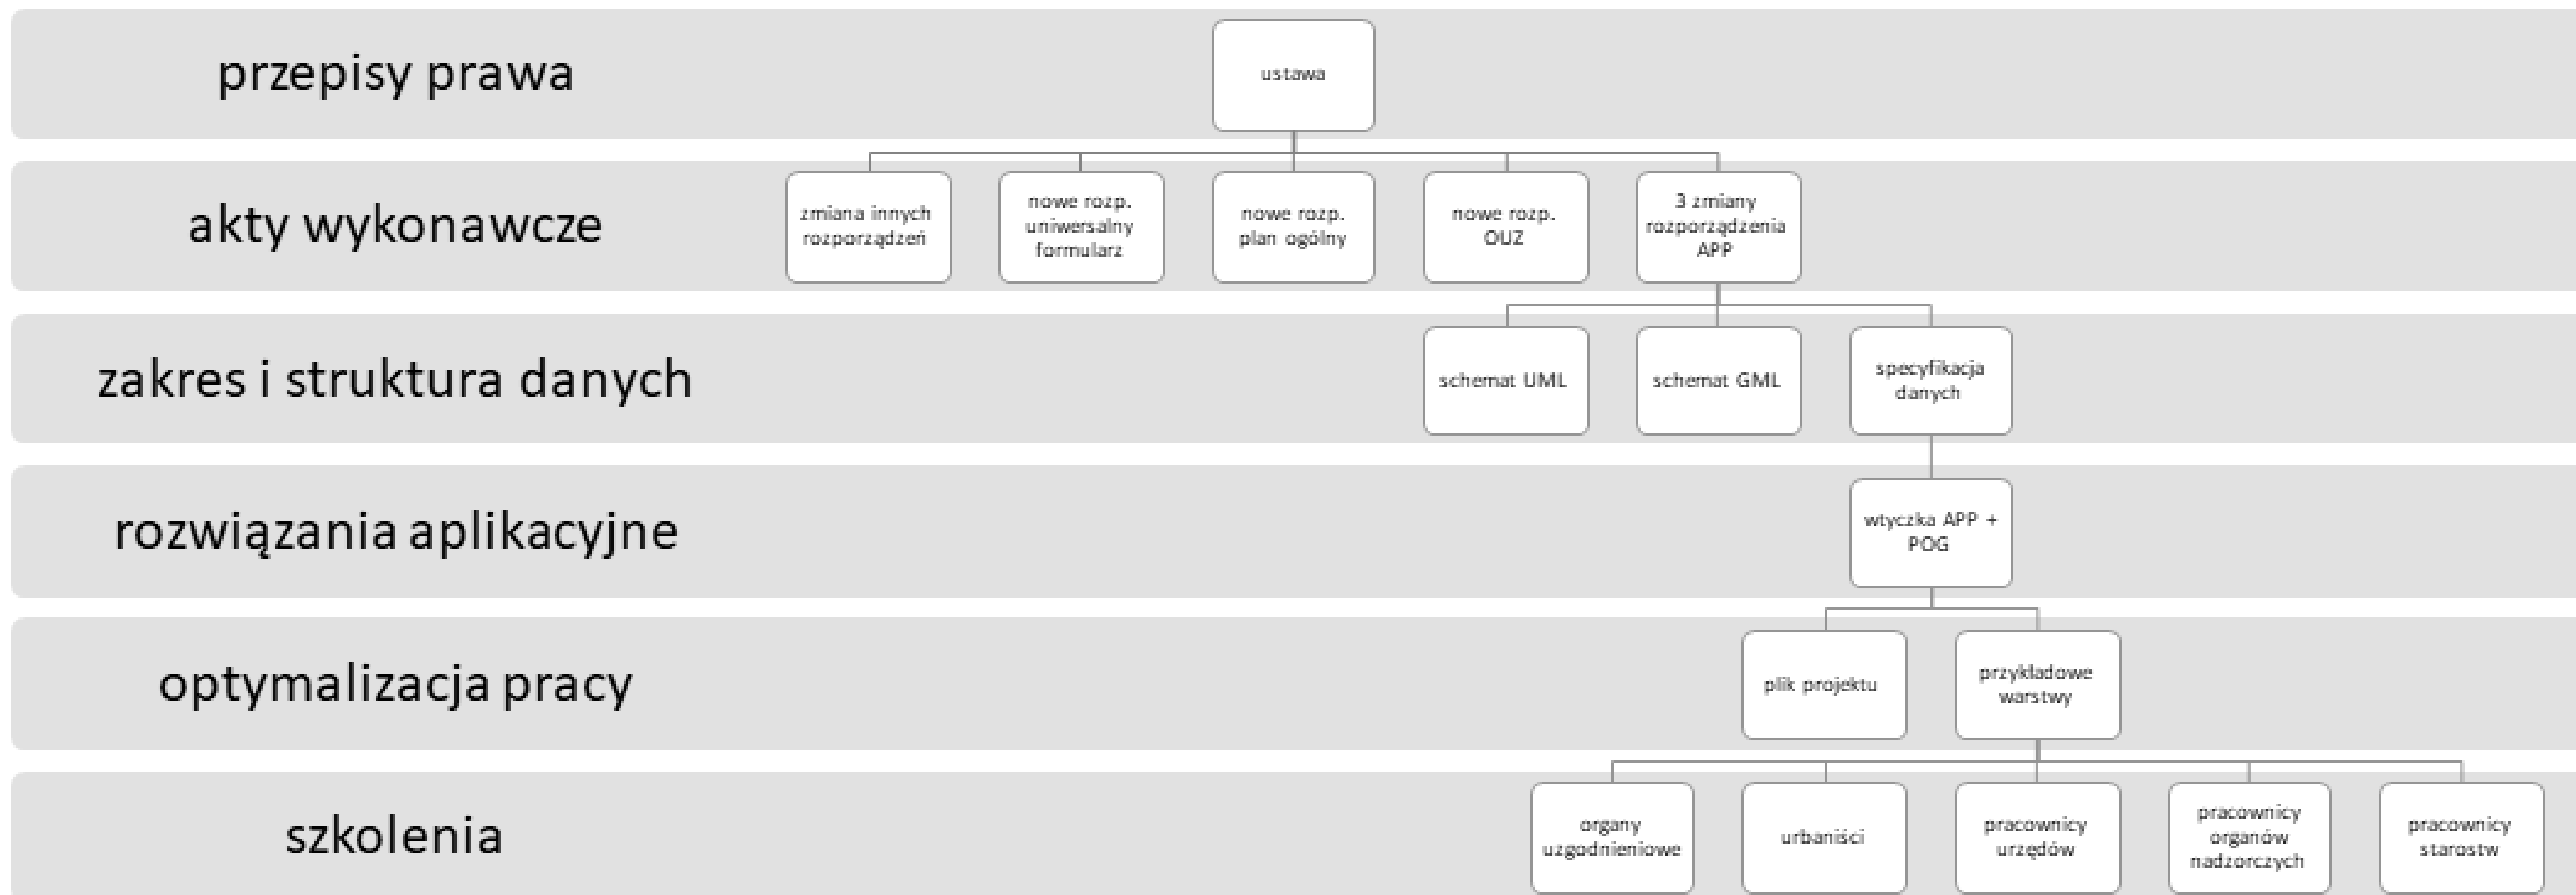 przepisy prawa
ustawa
akty wykonawcze
zmiana innych
rozporządzeń
nowe rozp.
uniwersalny
formularz
nowe rozp.
plan ogólny
nowe rozp.
OUZ
3 zmiany
rozporządzenia
APP
zakres i struktura danych
schemat UML
schemat GML
specyfikacja
danych
rozwiązania aplikacyjne
wtyczka APP +
POG
optymalizacja pracy
plik projektu
przykładowe
warstwy
szkolenia
organy
uzgodnieniowe
urbaniści
pracownicy
urzędów
pracownicy
organów
nadzorczych
pracownicy
starostw